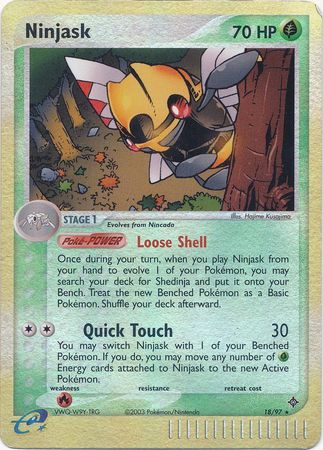 Ninjask 70 HP
Illus. Hajime Kusajima
STAGE 1
Evolves from Nincada
Poké-POWER Loose Shell
Once during your turn, when you play Ninjask from
your hand to evolve 1 of your Pokémon, you may
search your deck for Shedinja and put it onto your
Bench. Treat the new Benched Pokémon as a Basic
Pokémon. Shuffle your deck afterward.
Quick Touch 30
You may switch Ninjask with 1 of your Benched
Pokémon. If you do, you may move any number of
Energy cards attached to Ninjask to the new Active
Pokémon.
weakness resistance retreat cost
VWQ-W9Y-1RG ©2003 Pokémon/Nintendo 18/97 ★
e